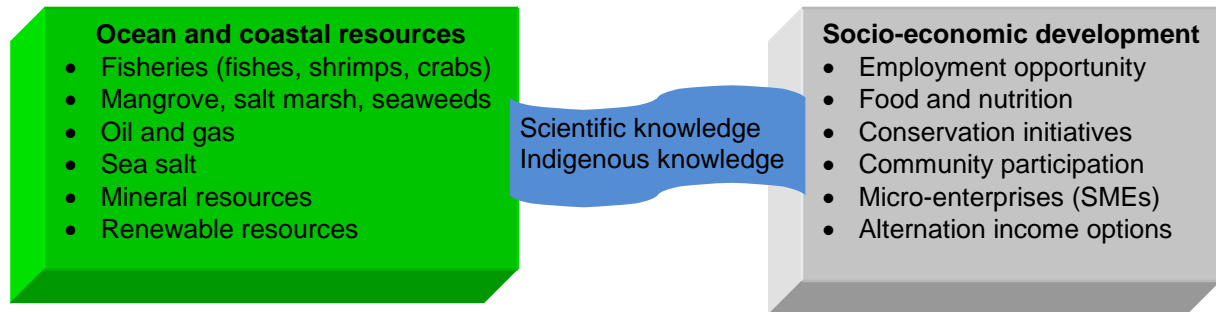 Ocean and coastal resources
• Fisheries (fishes, shrimps, crabs)
• Mangrove, salt marsh, seaweeds
• Oil and gas
• Sea salt
• Mineral resources
• Renewable resources
Scientific knowledge
Indigenous knowledge
Socio-economic development
• Employment opportunity
• Food and nutrition
• Conservation initiatives
• Community participation
• Micro-enterprises (SMEs)
• Alternation income options